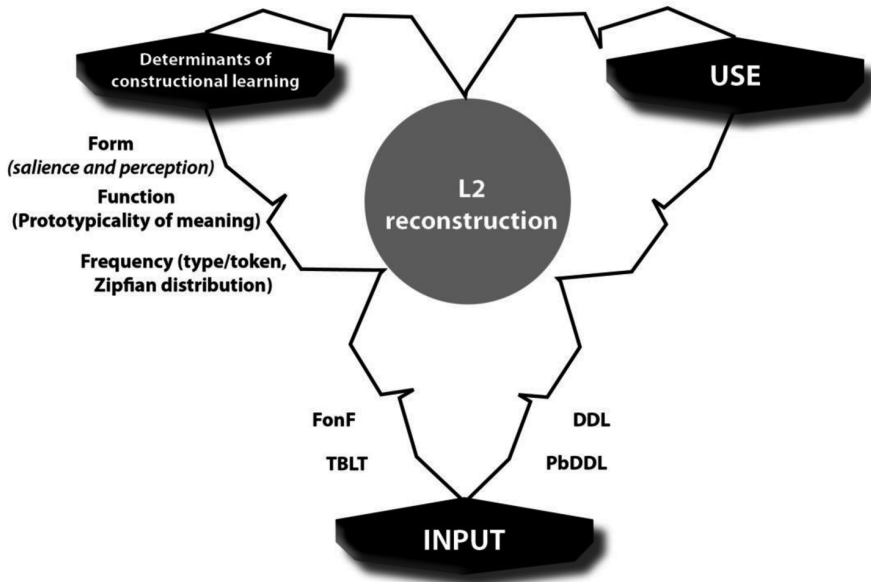 Determinants of
constructional learning
USE
Form
(salience and perception)
Function
(Prototypicality of meaning)
Frequency (type/token,
Zipfian distribution)
L2
reconstruction
FonF
DDL
TBLT
PbDDL
INPUT